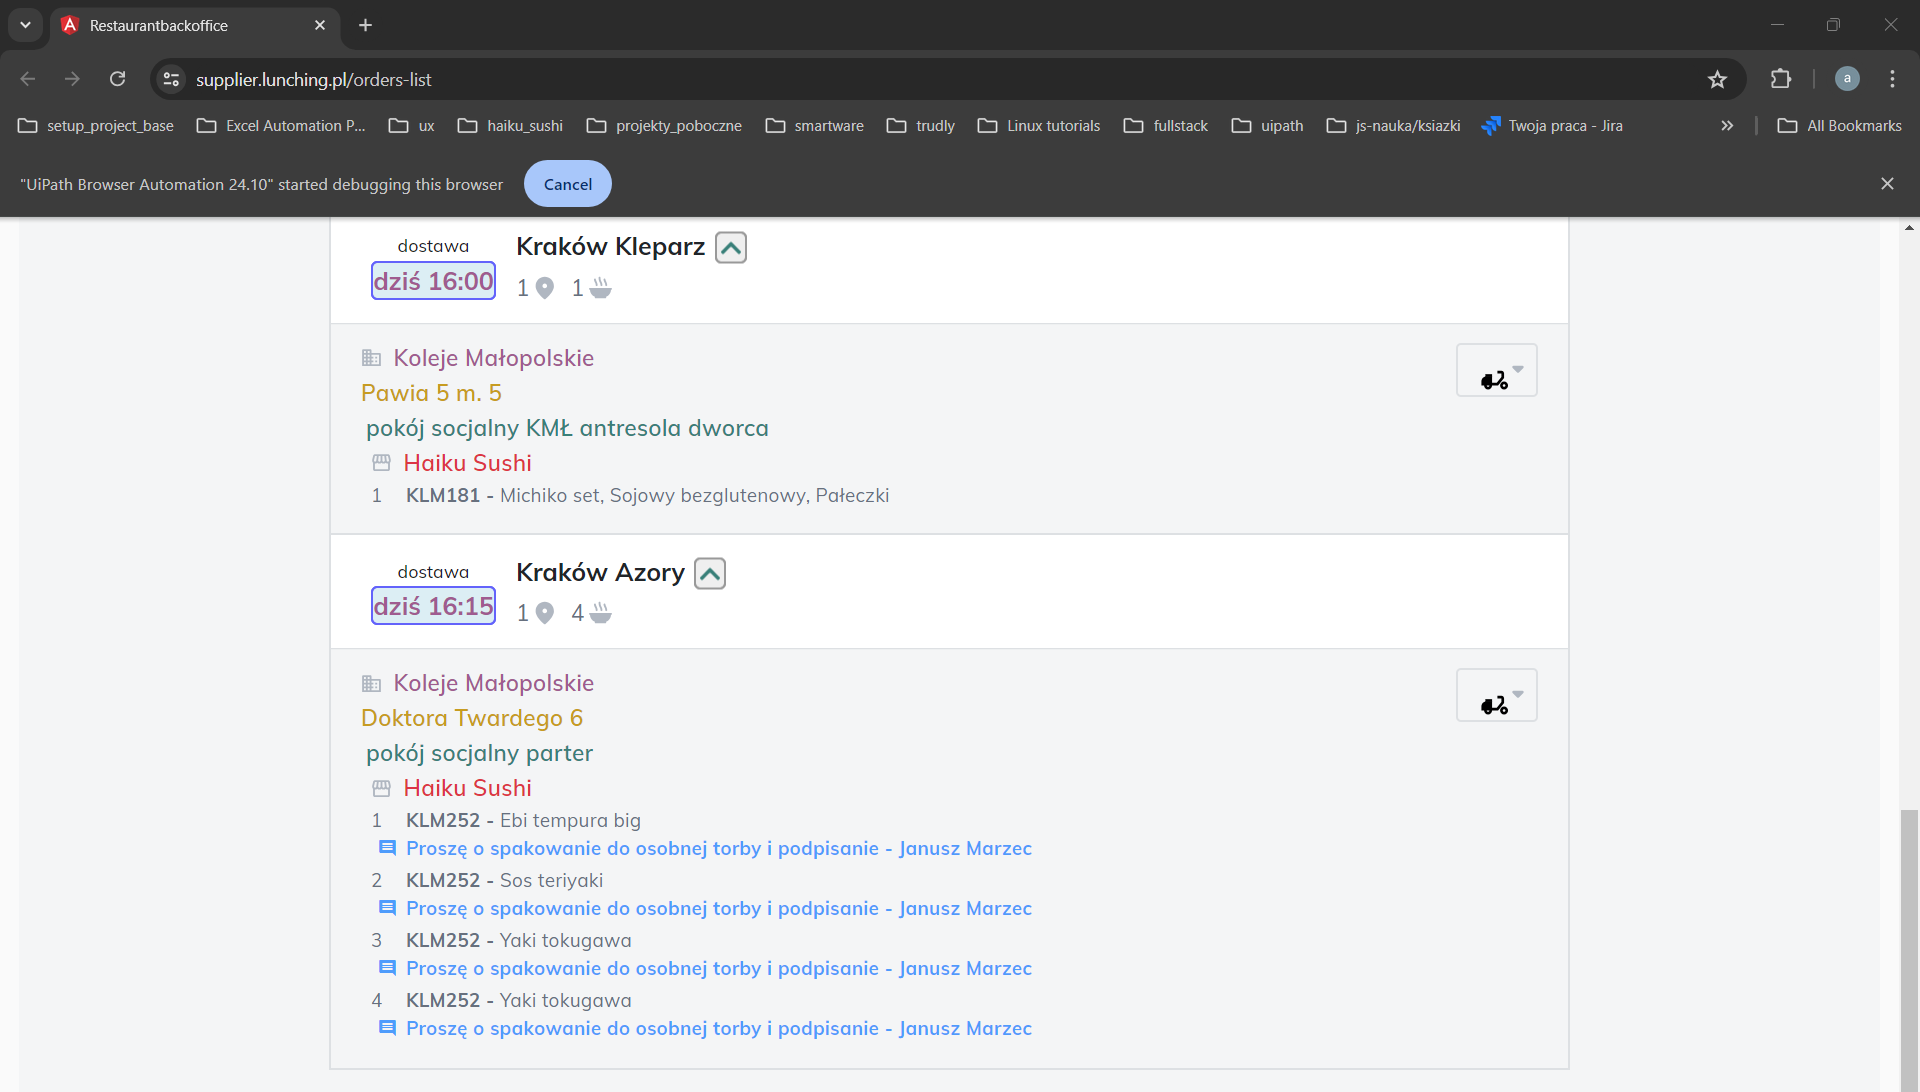 Restaurantbackoffice
supplier.lunching.pl/orders-list
a
setup_project_base Excel Automation P... ux haiku_sushi projekty_poboczne smartware trudly Linux tutorials fullstack uipath js-nauka/ksiazki Twoja praca - Jira All Bookmarks
"UiPath Browser Automation 24.10" started debugging this browser Cancel
dostawa Kraków Kleparz
dziś 16:00 1 1
Koleje Małopolskie
Pawia 5 m. 5
pokój socjalny KMŁ antresola dworca
Haiku Sushi
1 KLM181 - Michiko set, Sojowy bezglutenowy, Pałeczki
dostawa Kraków Azory
dziś 16:15 1 4
Koleje Małopolskie
Doktora Twardego 6
pokój socjalny parter
Haiku Sushi
1 KLM252 - Ebi tempura big
Proszę o spakowanie do osobnej torby i podpisanie - Janusz Marzec
2 KLM252 - Sos teriyaki
Proszę o spakowanie do osobnej torby i podpisanie - Janusz Marzec
3 KLM252 - Yaki tokugawa
Proszę o spakowanie do osobnej torby i podpisanie - Janusz Marzec
4 KLM252 - Yaki tokugawa
Proszę o spakowanie do osobnej torby i podpisanie - Janusz Marzec